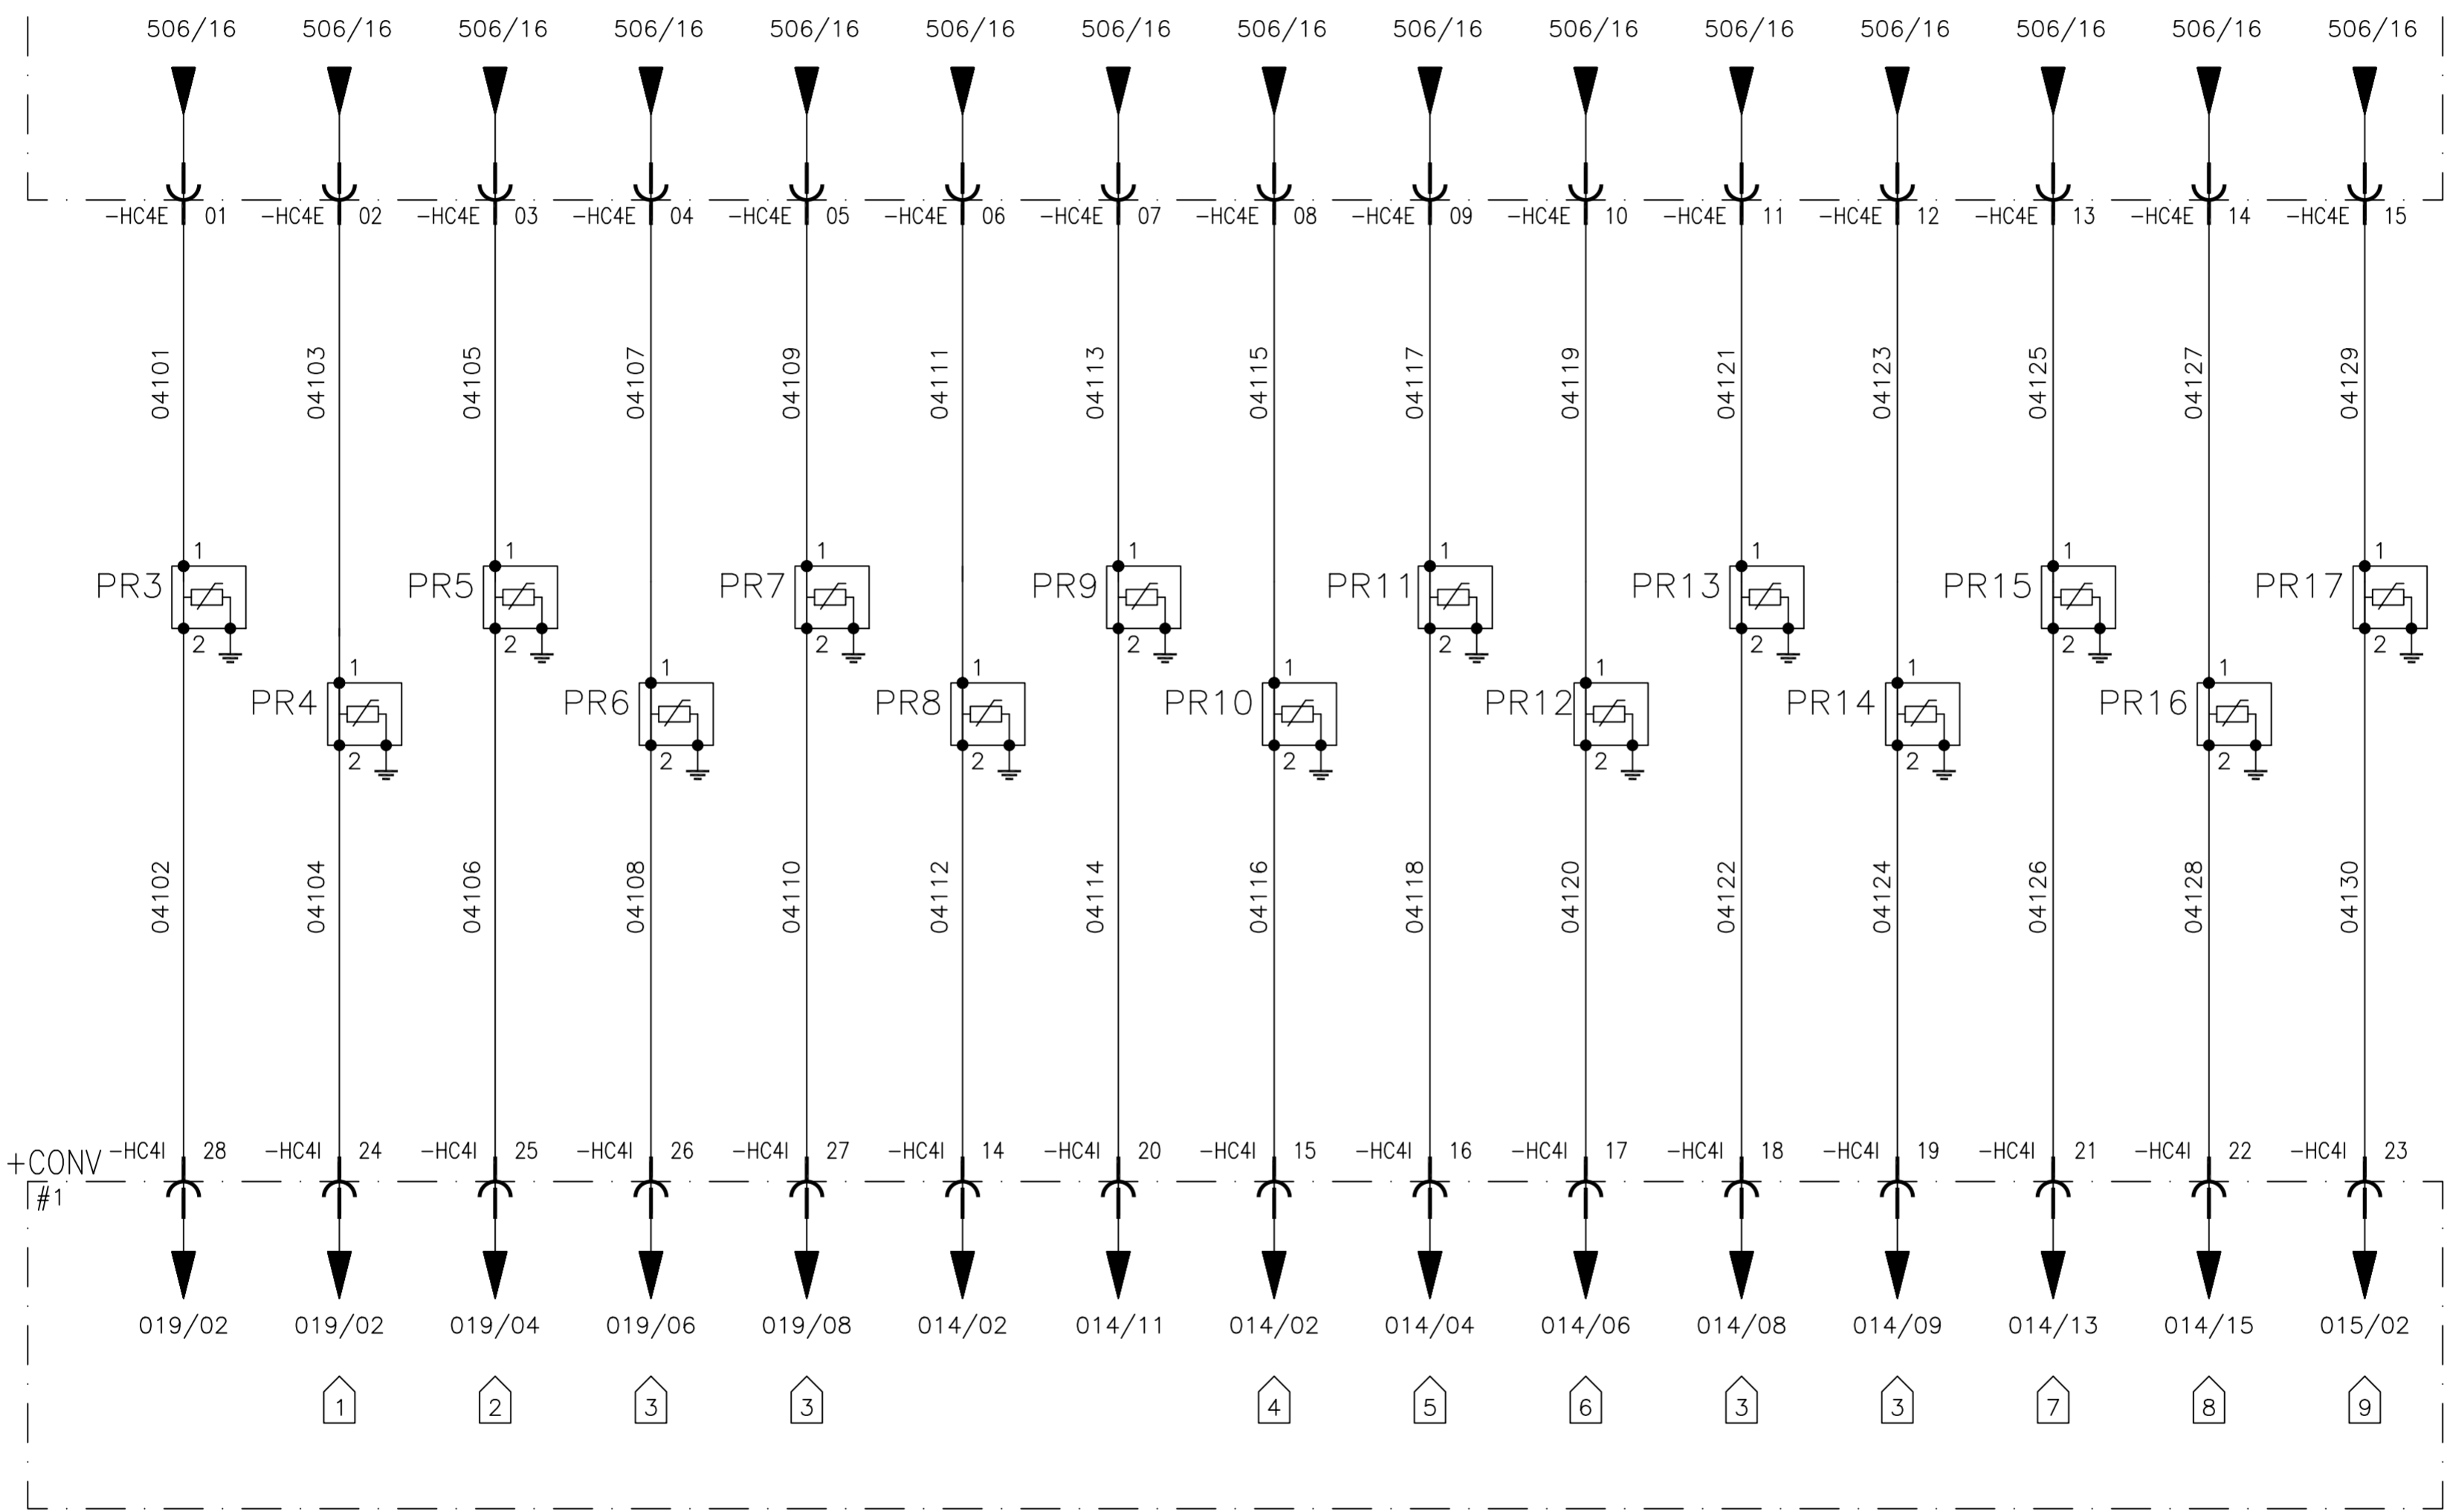 506/16 506/16 506/16 506/16 506/16 506/16 506/16 506/16 506/16 506/16 506/16 506/16 506/16 506/16 506/16
-HC4E 01 -HC4E 02 -HC4E 03 -HC4E 04 -HC4E 05 -HC4E 06 -HC4E 07 -HC4E 08 -HC4E 09 -HC4E 10 -HC4E 11 -HC4E 12 -HC4E 13 -HC4E 14 -HC4E 15
04101 04103 04105 04107 04109 04111 04113 04115 04117 04119 04121 04123 04125 04127 04129
1 1 1 1 1 1 1 1
PR3 PR5 PR7 PR9 PR11 PR13 PR15 PR17
2 2 2 2 2 2 2 2
1 1 1 1 1 1 1
PR4 PR6 PR8 PR10 PR12 PR14 PR16
2 2 2 2 2 2 2
04102 04104 04106 04108 04110 04112 04114 04116 04118 04120 04122 04124 04126 04128 04130
-HC4I 28 -HC4I 24 -HC4I 25 -HC4I 26 -HC4I 27 -HC4I 14 -HC4I 20 -HC4I 15 -HC4I 16 -HC4I 17 -HC4I 18 -HC4I 19 -HC4I 21 -HC4I 22 -HC4I 23
+CONV
#1
019/02 019/02 019/04 019/06 019/08 014/02 014/11 014/02 014/04 014/06 014/08 014/09 014/13 014/15 015/02
1 2 3 3 4 5 6 3 3 7 8 9